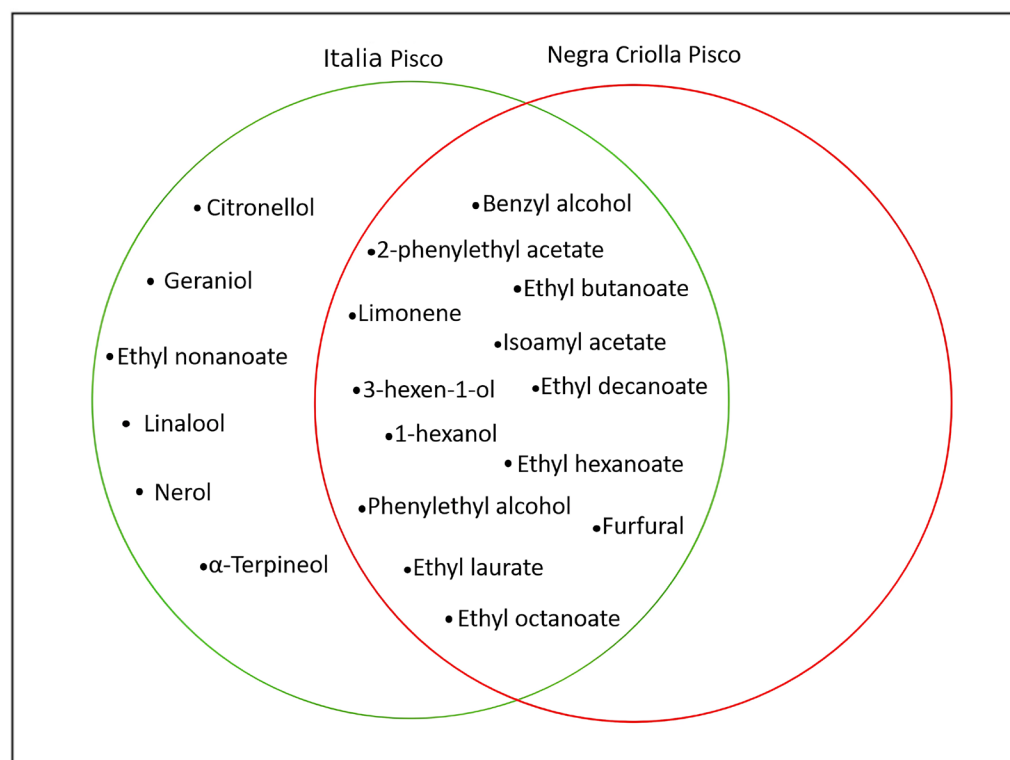 Italia Pisco
Negra Criolla Pisco
• Citronellol
• Geraniol
• Ethyl nonanoate
• Linalool
• Nerol
• α-Terpineol
• Benzyl alcohol
• 2-phenylethyl acetate
• Ethyl butanoate
• Limonene
• Isoamyl acetate
• 3-hexen-1-ol
• Ethyl decanoate
• 1-hexanol
• Ethyl hexanoate
• Phenylethyl alcohol
• Furfural
• Ethyl laurate
• Ethyl octanoate